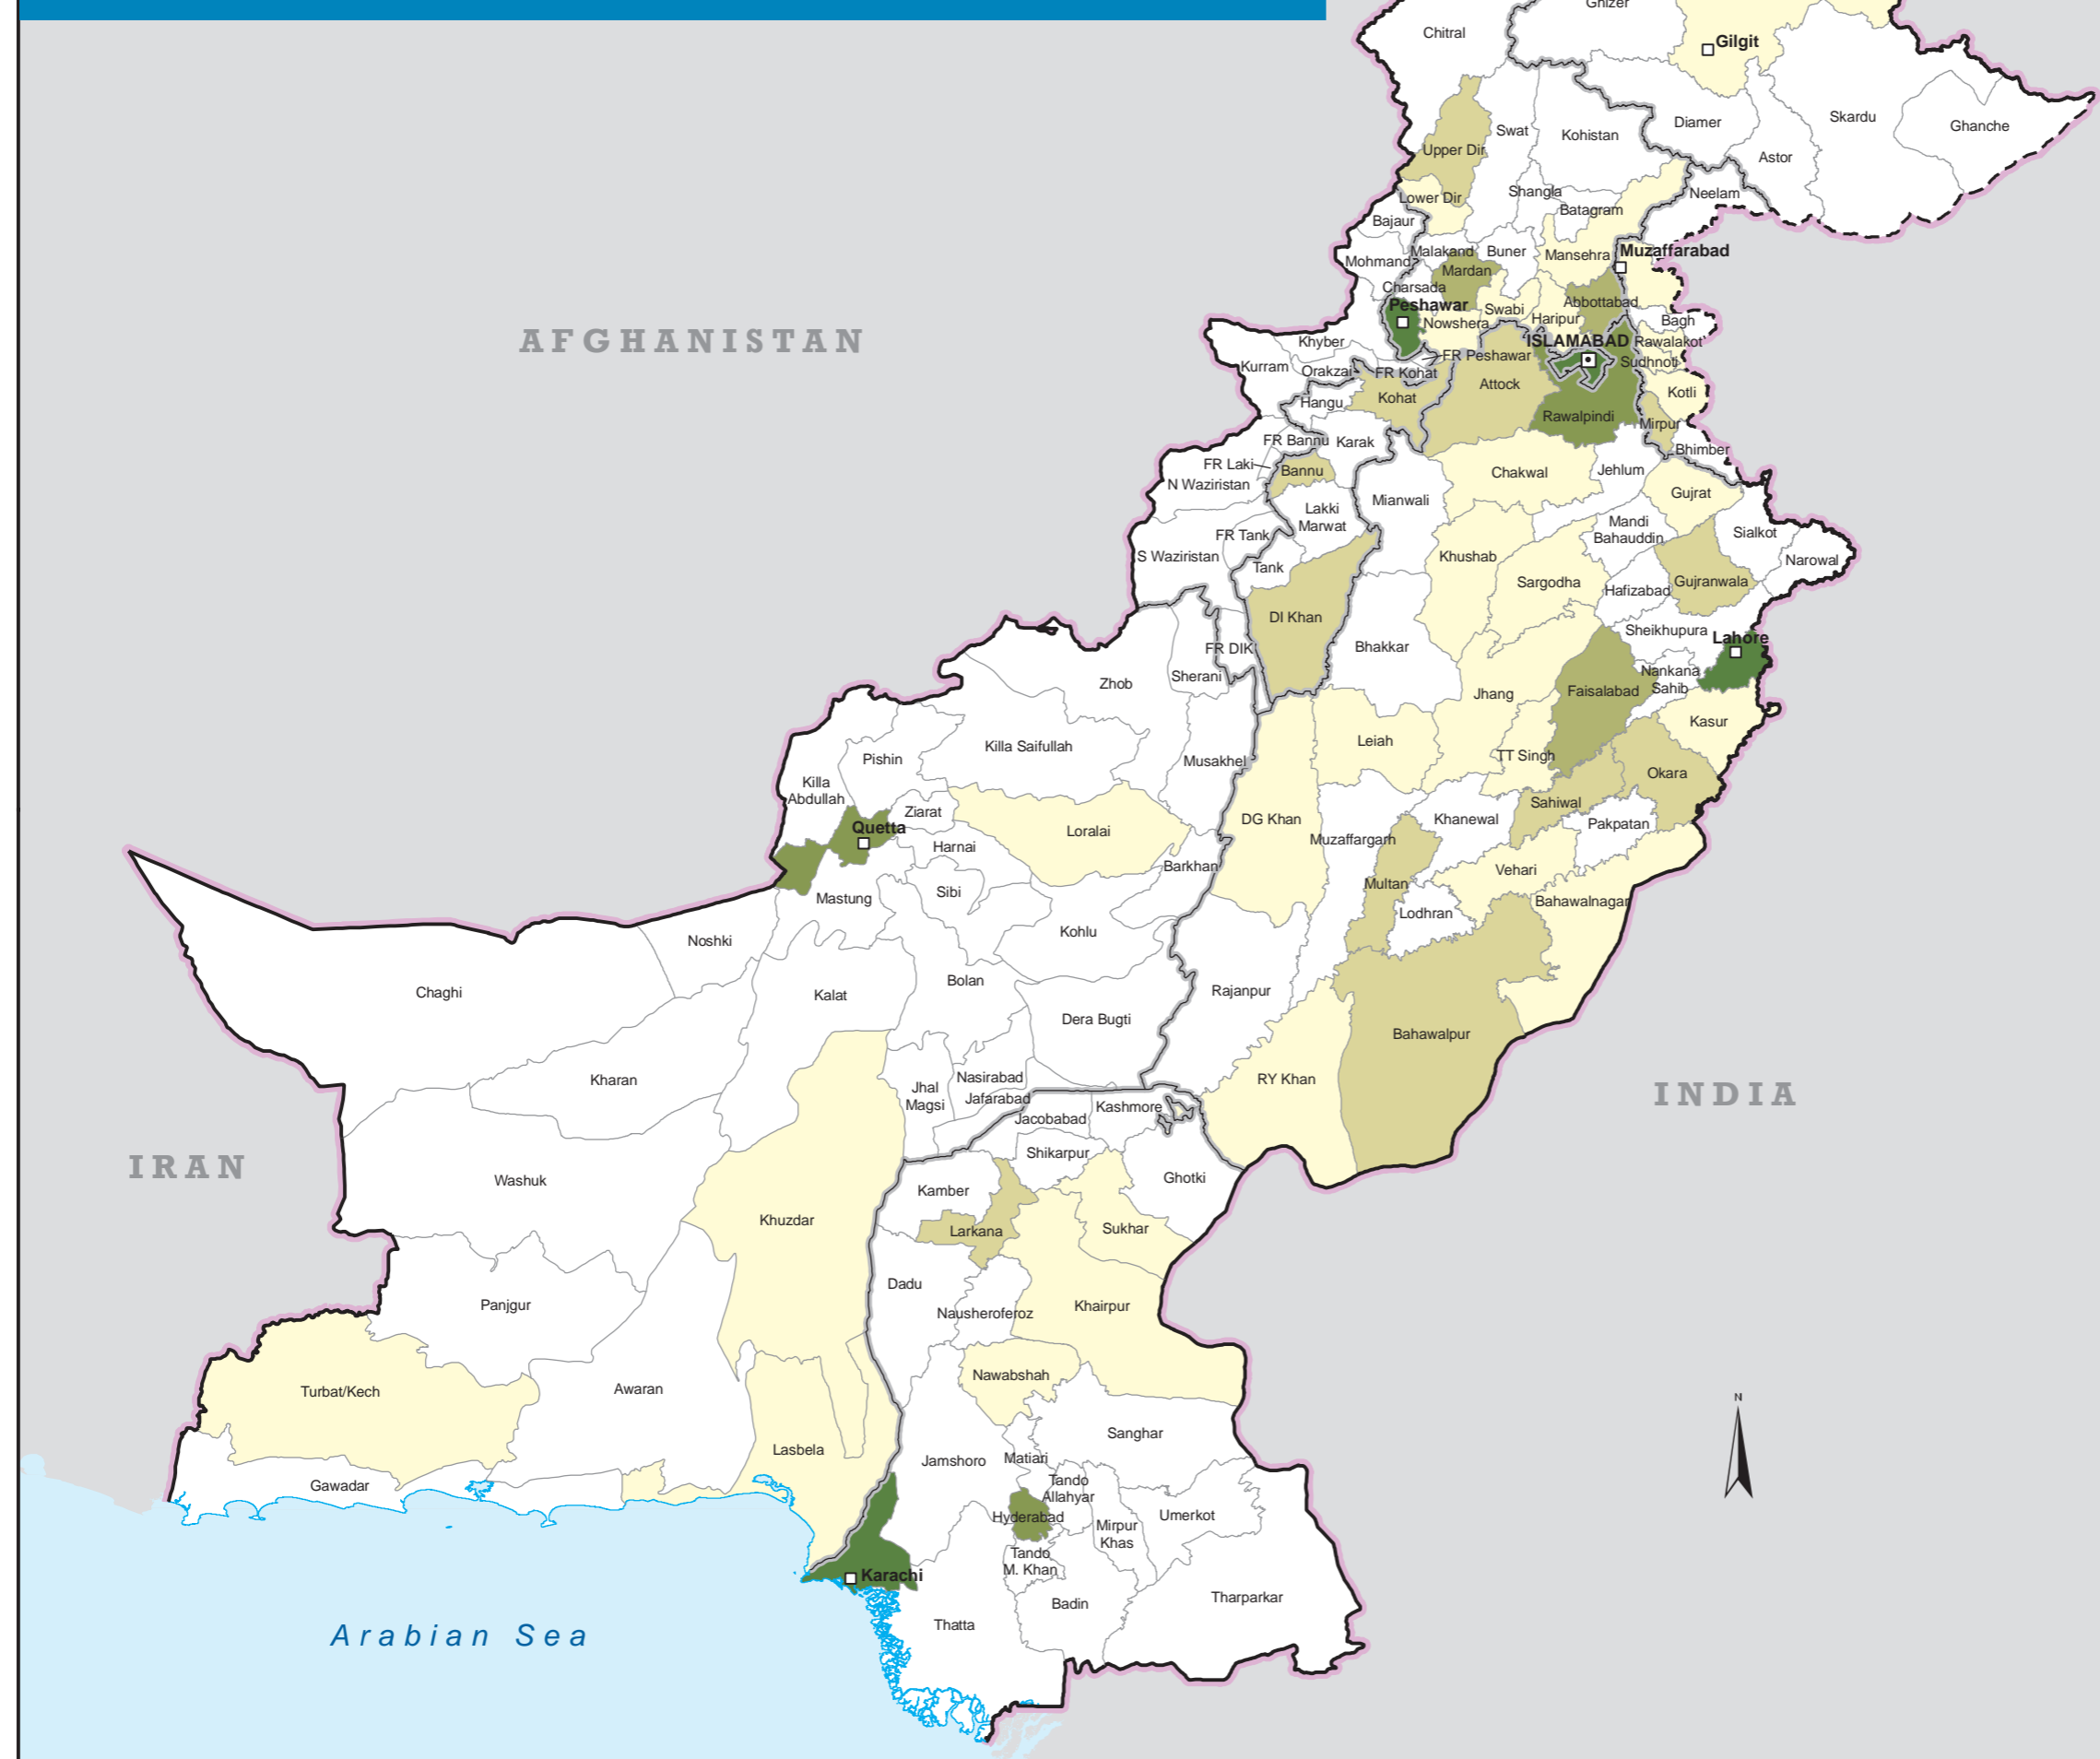 Ghizer
Chitral
Gilgit
Skardu
Ghanche
Diamer
Swat
Kohistan
Upper Dir
Astor
Shangla
Neelam
Lower Dir
Batagram
Bajaur
Malakand
Buner
Mansehra
Muzaffarabad
Mohmand
Mardan
Charsada
Peshawar
Swabi
Abbottabad
Haripur
Bagh
Nowshera
AFGHANISTAN
Khyber
ISLAMABAD
Rawalakot
FR Peshawar
Sudhnoti
Kurram
Orakzai
FR Kohat
Attock
Kotli
Hangu
Kohat
Rawalpindi
Mirpur
FR Bannu
Karak
Bhimber
FR Laki
Bannu
Chakwal
Jehlum
N Waziristan
Mianwali
Gujrat
Lakki
Marwat
Mandi
Bahauddin
Sialkot
FR Tank
S Waziristan
Khushab
Narowal
Tank
Sargodha
Gujranwala
Hafizabad
DI Khan
Sheikhupura
Lahore
FR DIK
Bhakkar
Sherani
Nankana
Sahib
Zhob
Jhang
Faisalabad
Kasur
Killa Saifullah
Leiah
Pishin
Musakhel
TT Singh
Okara
Killa
Abdullah
Sahiwal
Ziarat
Quetta
Loralai
DG Khan
Khanewal
Pakpatan
Muzaffargarh
Harnai
Barkhan
Vehari
Sibi
Multan
Mastung
Bahawalnagar
Lodhran
Noshki
Kohlu
Chaghi
Kalat
Bolan
Rajanpur
Dera Bugti
Bahawalpur
Kharan
Nasirabad
RY Khan
Jhal
Magsi
Jafarabad
INDIA
Jacobabad
Kashmore
Shikarpur
IRAN
Washuk
Kamber
Ghotki
Khuzdar
Larkana
Sukhar
Dadu
Panjgur
Nausheroferoz
Khairpur
Turbat/Kech
Awaran
Nawabshah
N
Sanghar
Lasbela
Jamshoro
Matiari
Gawadar
Tando
Allahyar
Hyderabad
Umerkot
Mirpur
Khas
Tando
M. Khan
Karachi
Badin
Tharparkar
Thatta
Arabian Sea